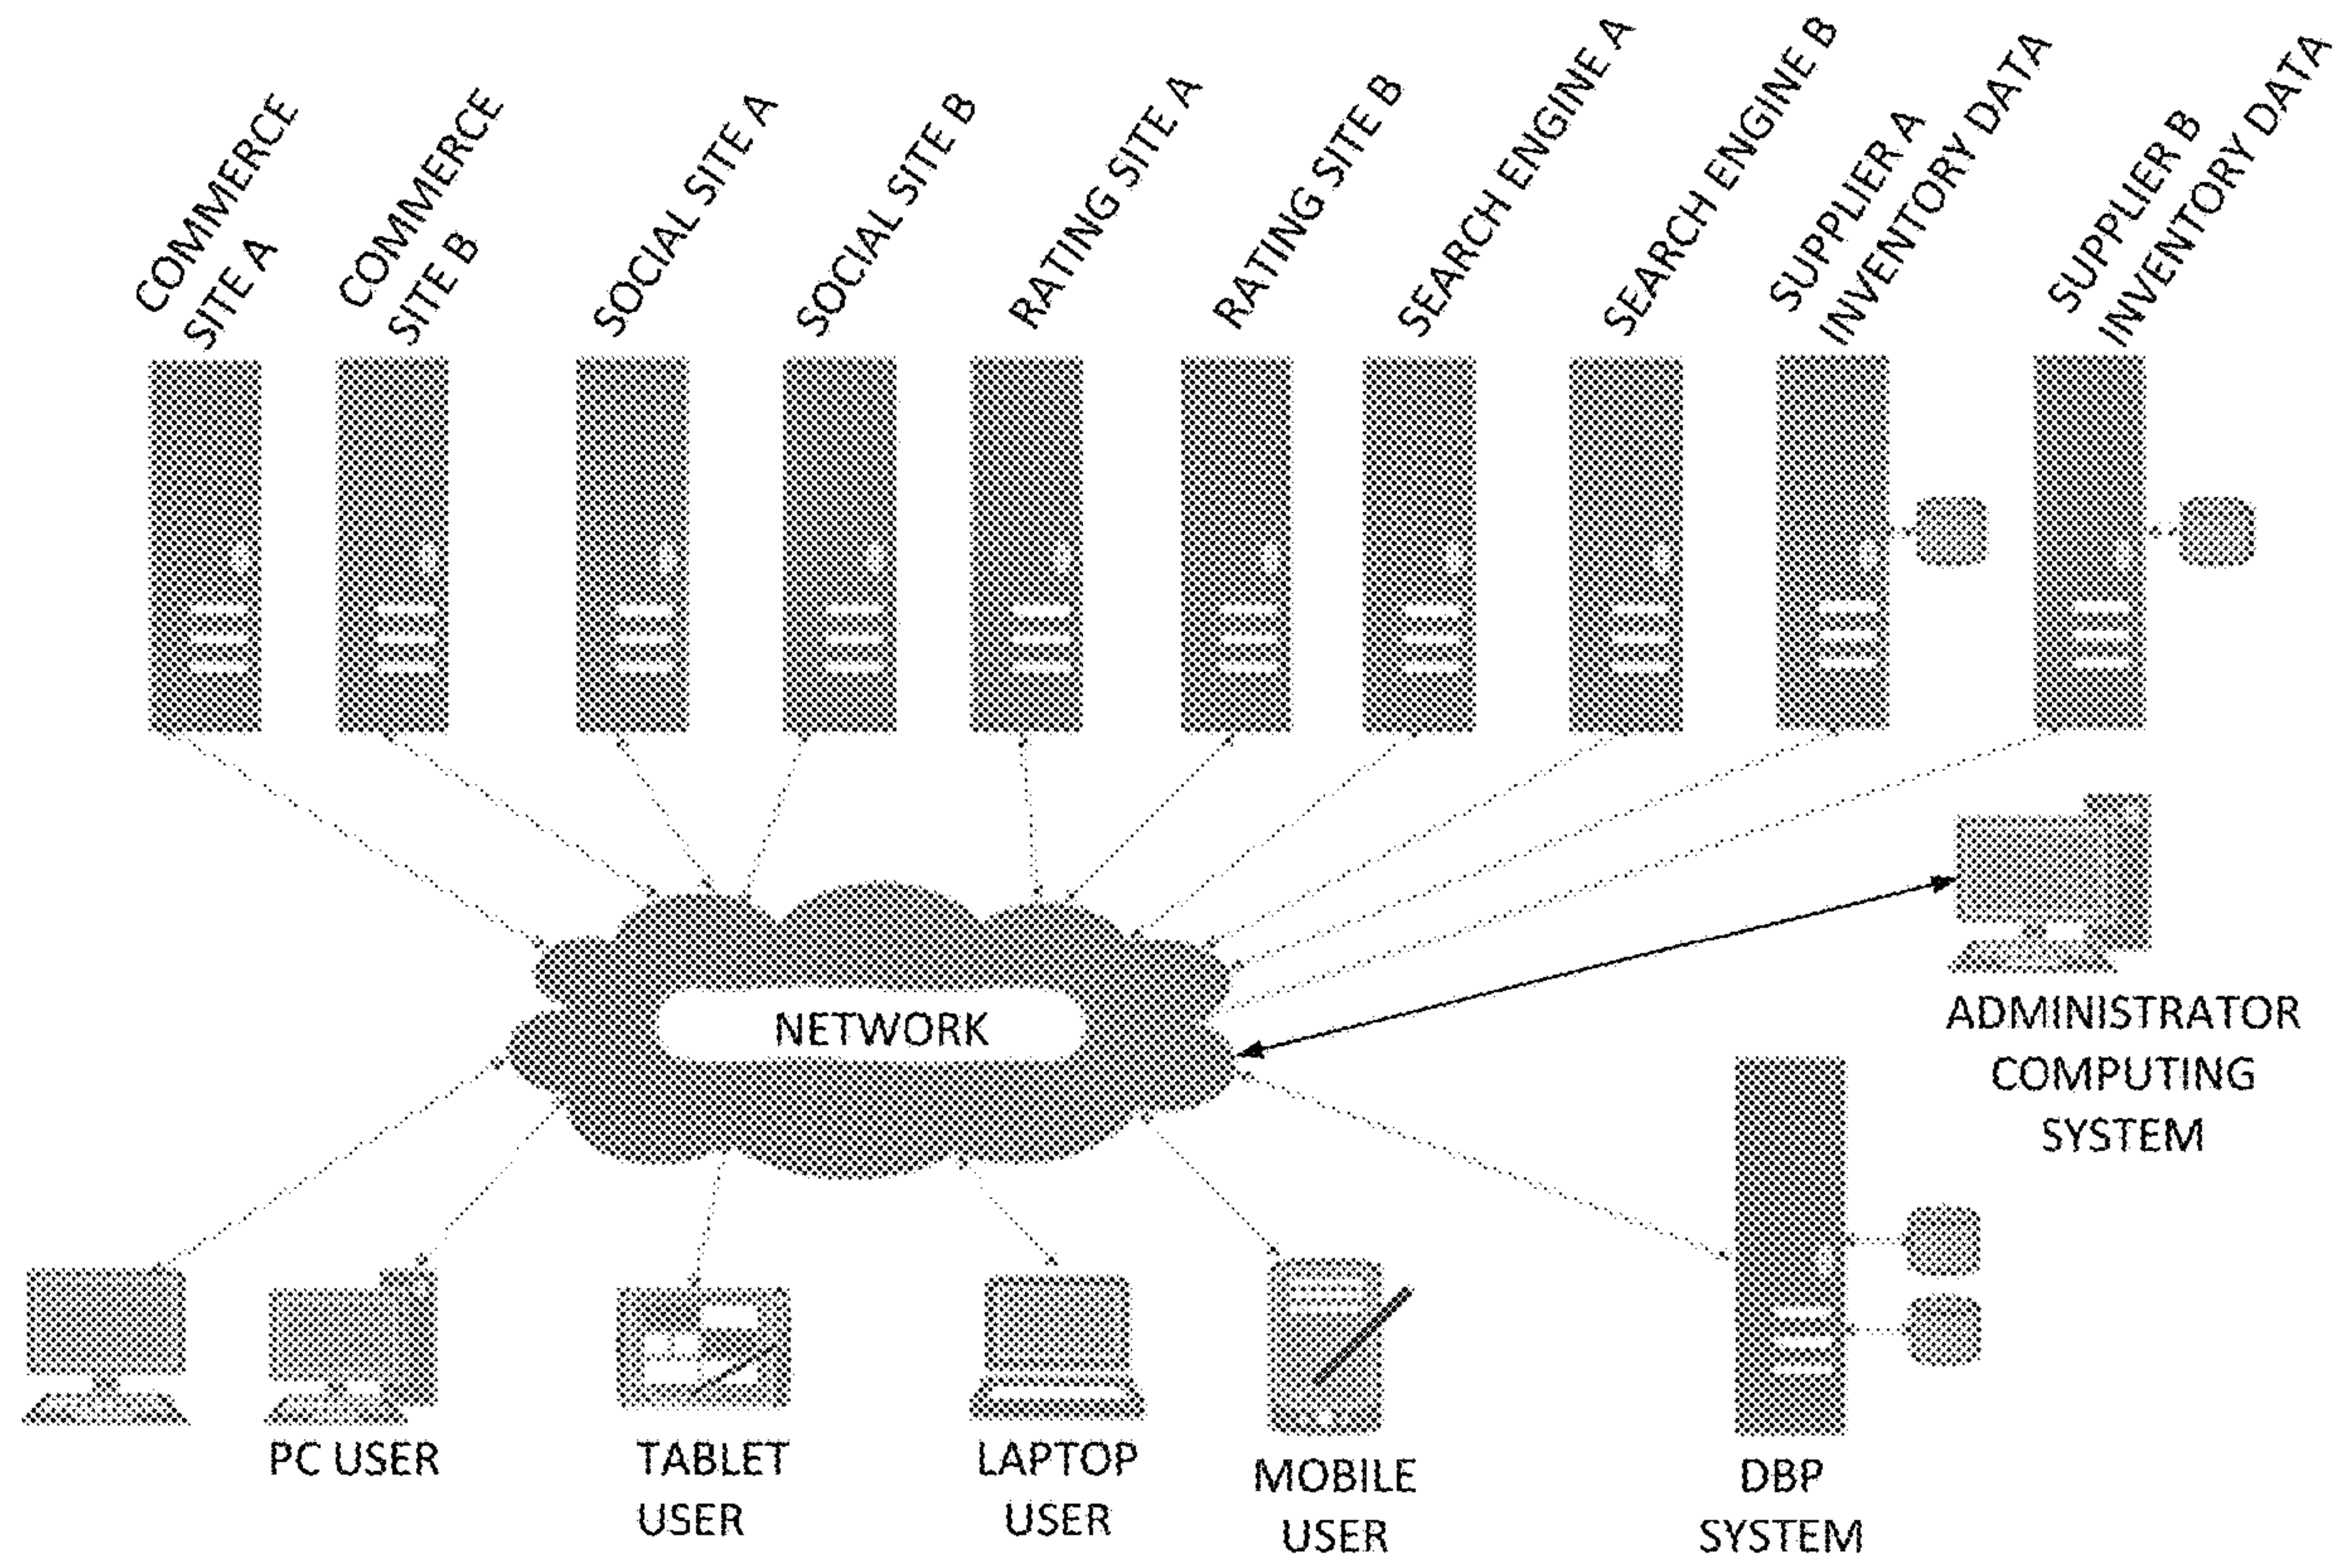 COMMERCE
SITE A
COMMERCE
SITE B
SOCIAL SITE A
SOCIAL SITE B
RATING SITE A
RATING SITE B
SEARCH ENGINE A
SEARCH ENGINE B
SUPPLIER A
INVENTORY DATA
SUPPLIER B
INVENTORY DATA
NETWORK
ADMINISTRATOR
COMPUTING
SYSTEM
PC USER
TABLET
USER
LAPTOP
USER
MOBILE
USER
DBP
SYSTEM